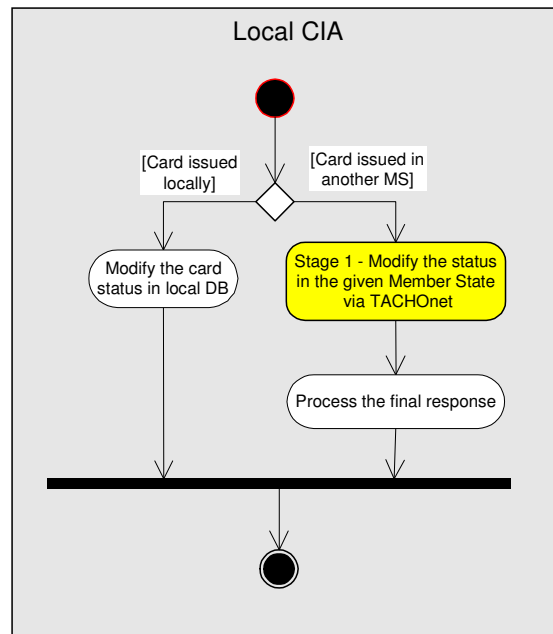 Local CIA
[Card issued
locally]
[Card issued in
another MS]
Modify the card
status in local DB
Stage 1 - Modify the status
in the given Member State
via TACHOnet
Process the final response